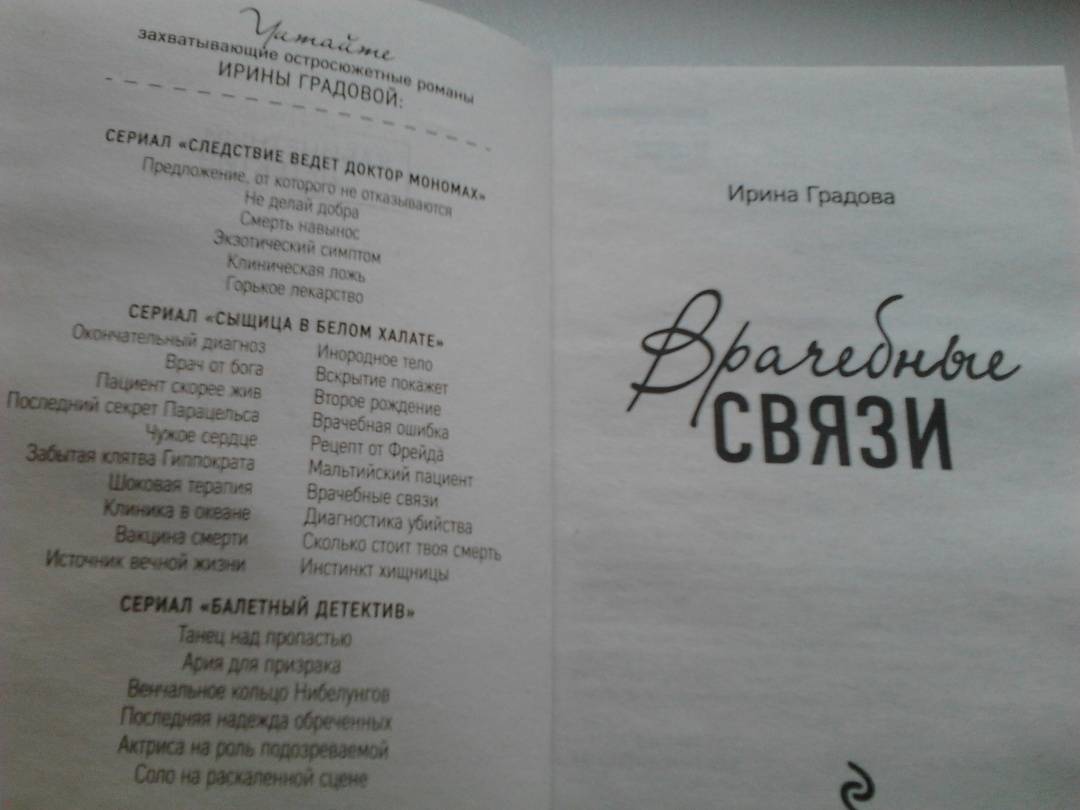 Читайте
захватывающие остросюжетные романы
ИРИНЫ ГРАДОВОЙ:
СЕРИАЛ «СЛЕДСТВИЕ ВЕДЕТ ДОКТОР МОНОМАХ»
Предложение, от которого не отказываются
Не делай добра
Смерть навынос
Экзотический симптом
Клиническая ложь
Горькое лекарство
СЕРИАЛ «СЫЩИЦА В БЕЛОМ ХАЛАТЕ»
Окончательный диагноз
Врач от бога
Пациент скорее жив
Последний секрет Парацельса
Чужое сердце
Забытая клятва Гиппократа
Шоковая терапия
Клиника в океане
Вакцина смерти
Источник вечной жизни
Инородное тело
Вскрытие покажет
Второе рождение
Врачебная ошибка
Рецепт от Фрейда
Мальтийский пациент
Врачебные связи
Диагностика убийства
Сколько стоит твоя смерть
Инстинкт хищницы
СЕРИАЛ «БАЛЕТНЫЙ ДЕТЕКТИВ»
Танец над пропастью
Ария для призрака
Венчальное кольцо Нибелунгов
Последняя надежда обреченных
Актриса на роль подозреваемой
Соло на раскаленной сцене
Ирина Градова
Врачебные
СВЯЗИ